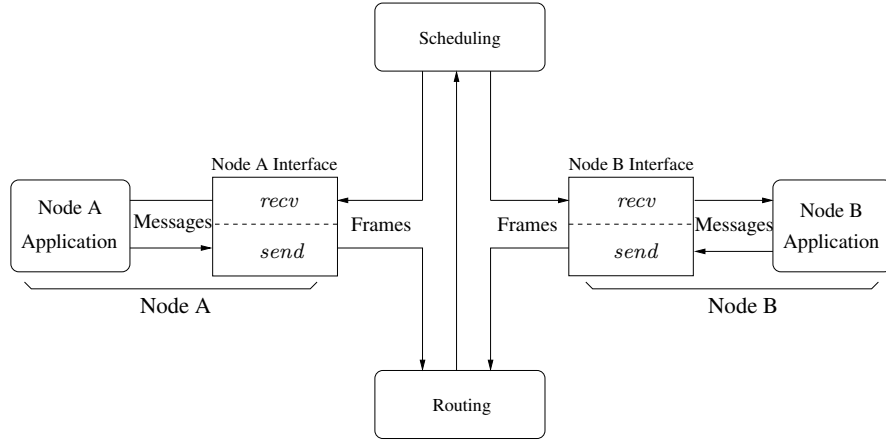 Scheduling
Node A Interface
Node B Interface
Node A
Application
Messages
recv
send
Frames
Frames
recv
send
Messages
Node B
Application
Node A
Node B
Routing